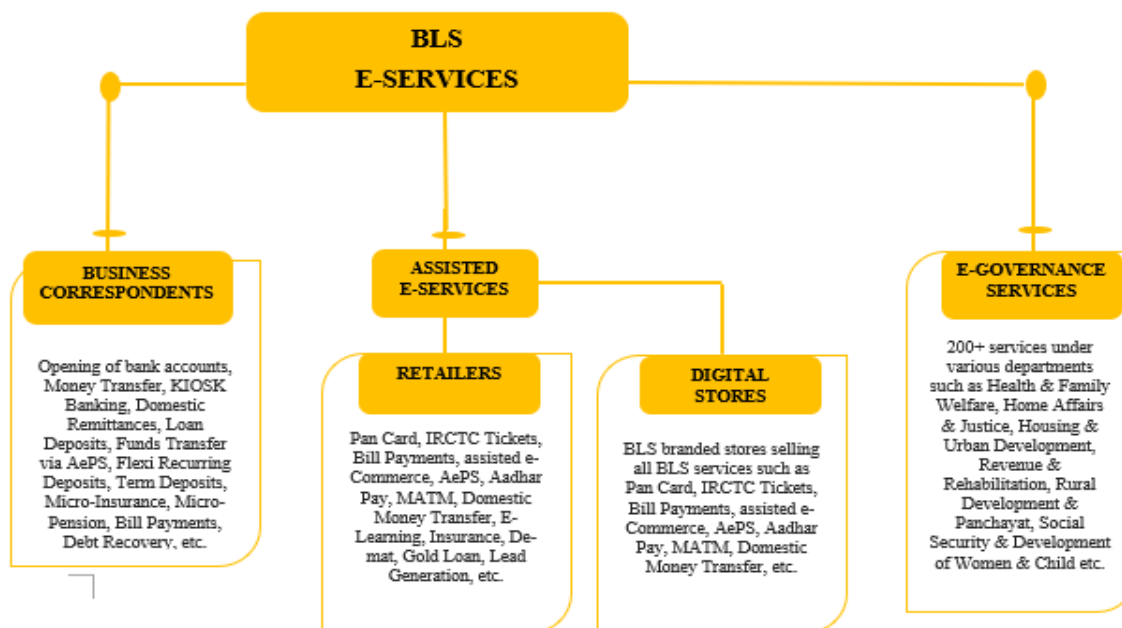 BLS
E-SERVICES
BUSINESS
CORRESPONDENTS
Opening of bank accounts,
Money Transfer, KIOSK
Banking, Domestic
Remittances, Loan
Deposits, Funds Transfer
via AePS, Flexi Recurring
Deposits, Term Deposits,
Micro-Insurance, Micro-
Pension, Bill Payments,
Debt Recovery, etc.
ASSISTED
E-SERVICES
RETAILERS
Pan Card, IRCTC Tickets,
Bill Payments, assisted e-
Commerce, AePS, Aadhar
Pay, MATM, Domestic
Money Transfer, E-
Learning, Insurance, De-
mat, Gold Loan, Lead
Generation, etc.
DIGITAL
STORES
BLS branded stores selling
all BLS services such as
Pan Card, IRCTC Tickets,
Bill Payments, assisted e-
Commerce, AePS, Aadhar
Pay, MATM, Domestic
Money Transfer, etc.
E-GOVERNANCE
SERVICES
200+ services under
various departments
such as Health & Family
Welfare, Home Affairs
& Justice, Housing &
Urban Development,
Revenue &
Rehabilitation, Rural
Development &
Panchayat, Social
Security & Development
of Women & Child etc.